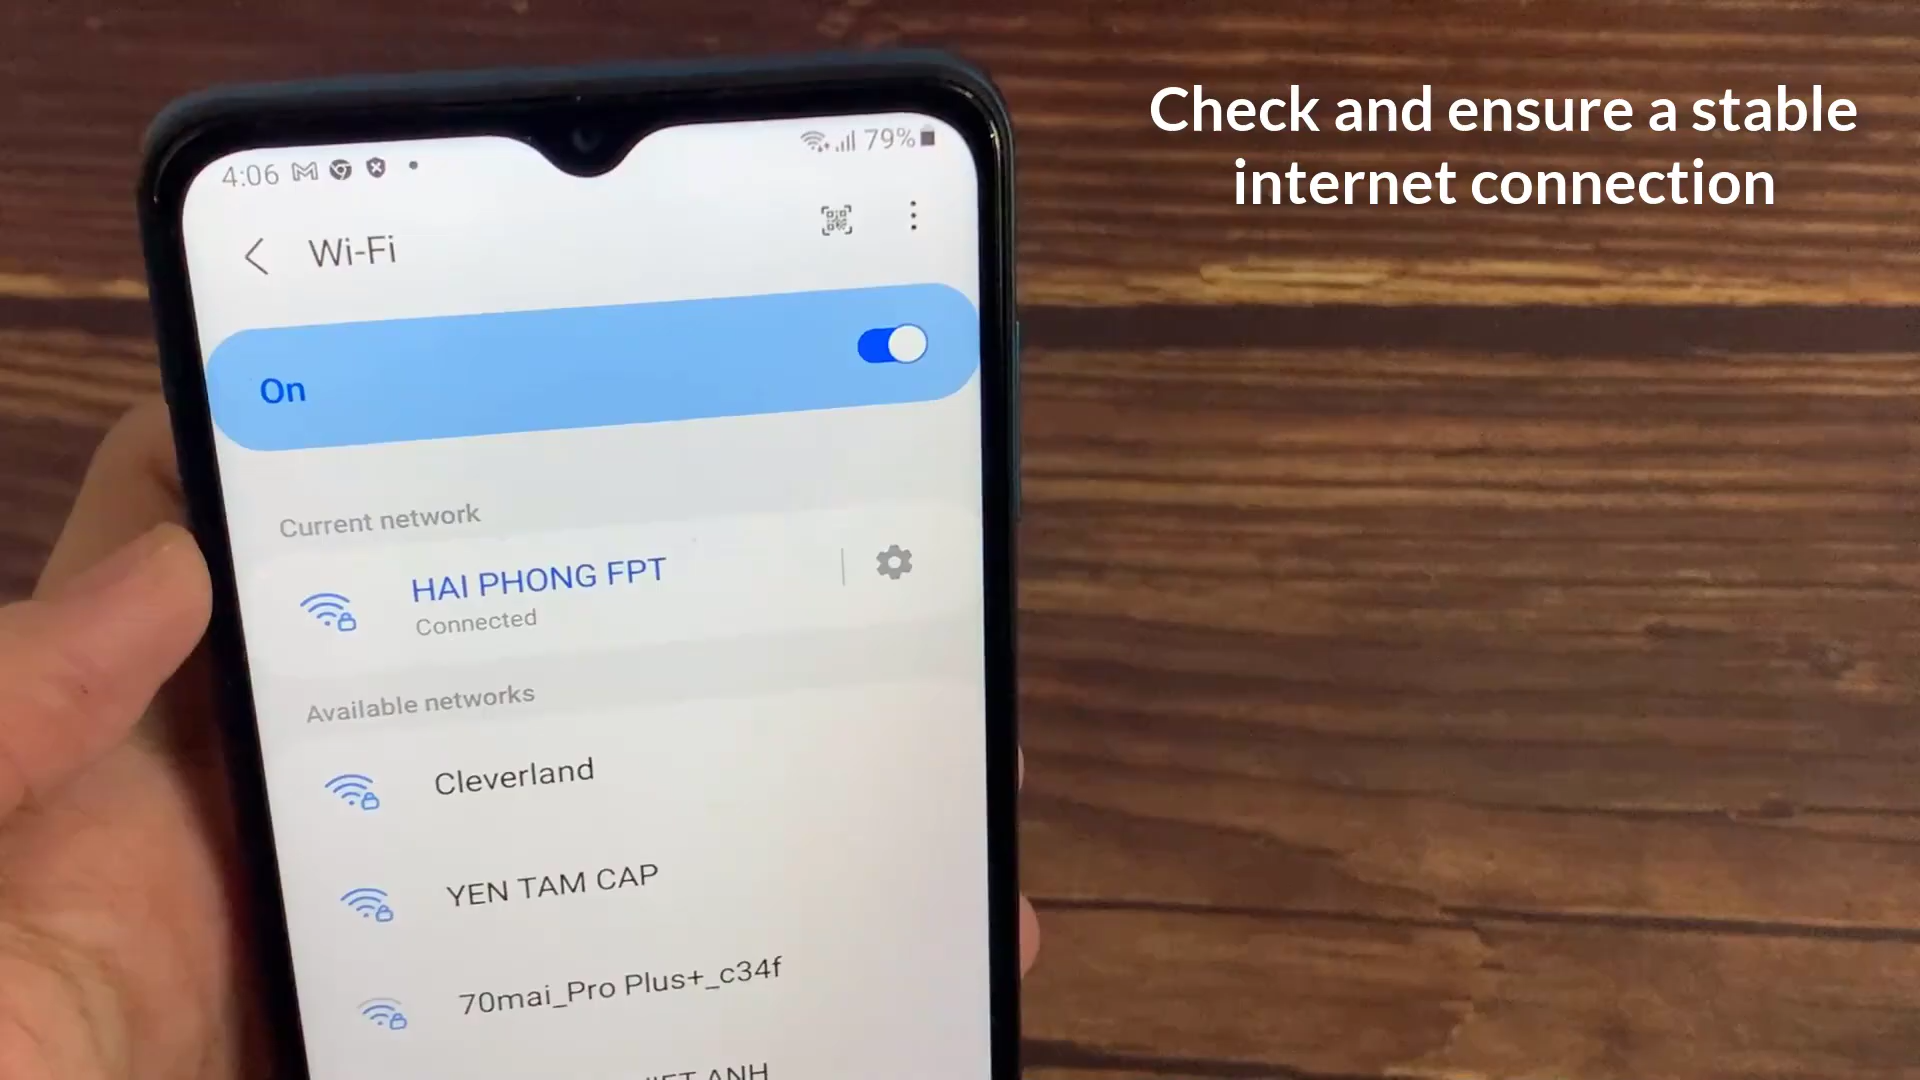 Check and ensure a stable
internet connection
4:06
79%
Wi-Fi
On
Current network
HAI PHONG FPT
Connected
Available networks
Cleverland
YEN TAM CAP
70mai_Pro Plus+_c34f
ANH